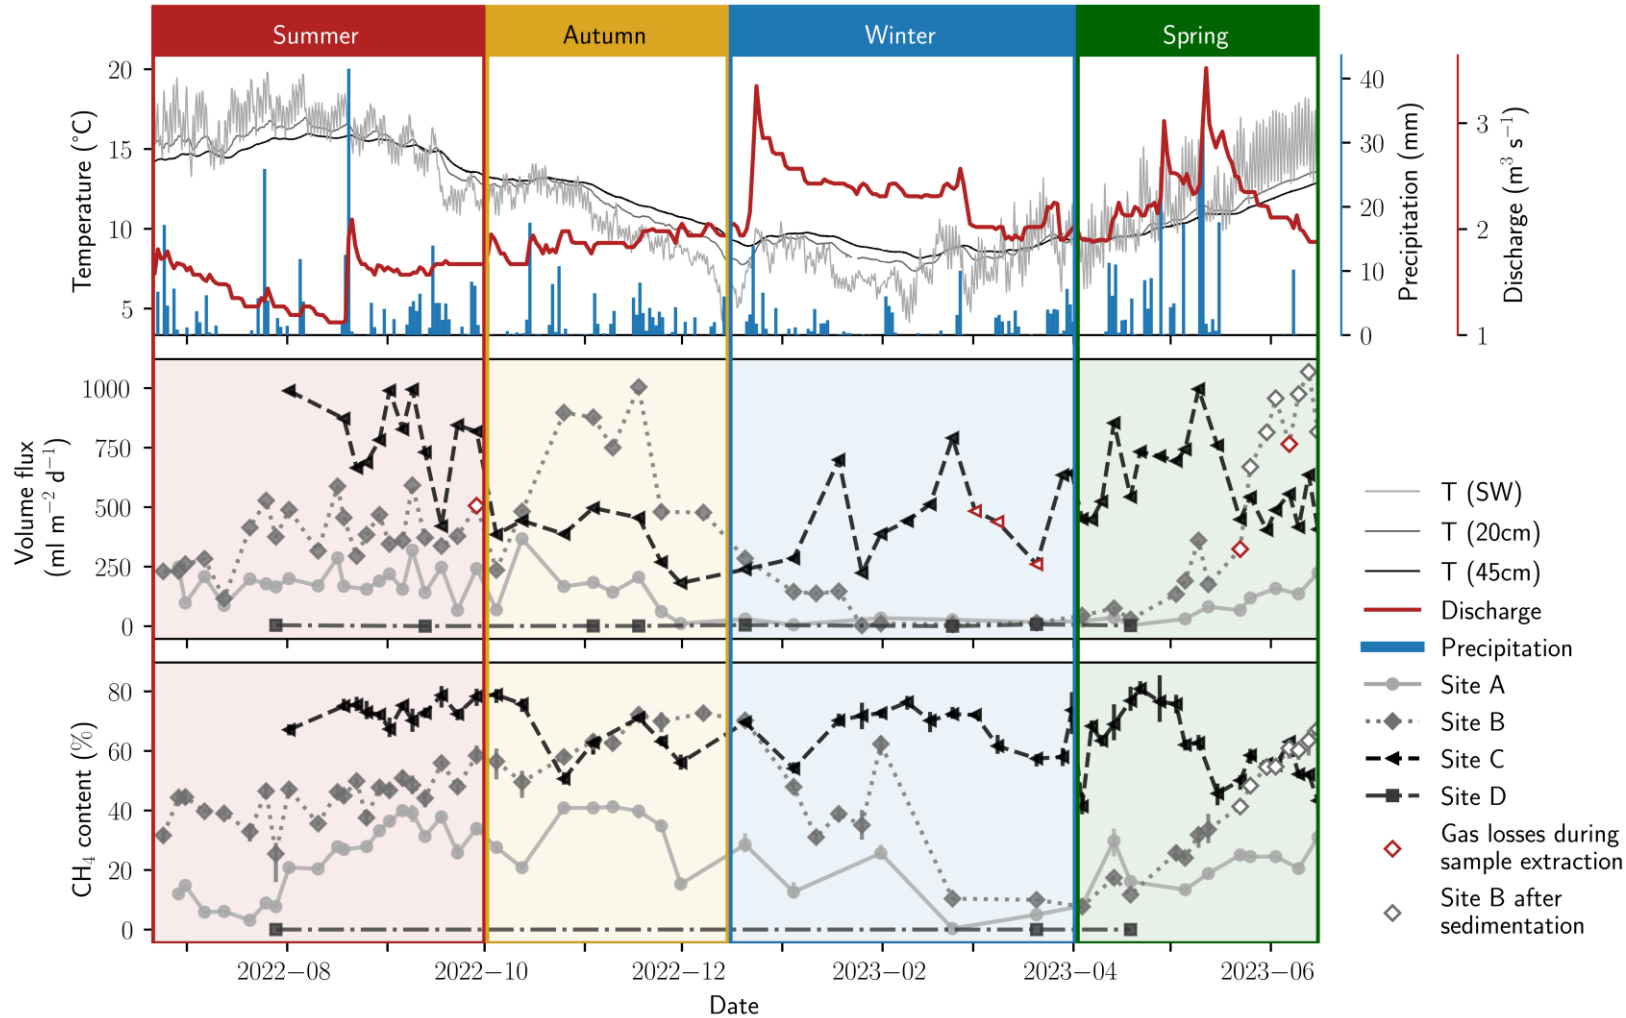 Summer
Autumn
Winter
Spring
Temperature (°C)
20
15
10
5
40
30
20
10
0
Precipitation (mm)
3
2
1
Discharge (m³ s⁻¹)
Volume flux
(ml m⁻² d⁻¹)
1000
750
500
250
0
CH₄ content (%)
80
60
40
20
0
2022−08
2022−10
2022−12
2023−02
2023−04
2023−06
Date
T (SW)
T (20cm)
T (45cm)
Discharge
Precipitation
Site A
Site B
Site C
Site D
Gas losses during
sample extraction
Site B after
sedimentation